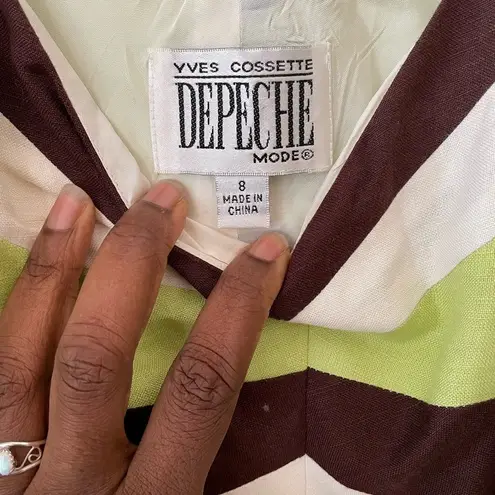 YVES COSSETTE
DEPECHE
MODE®
8
MADE IN
CHINA